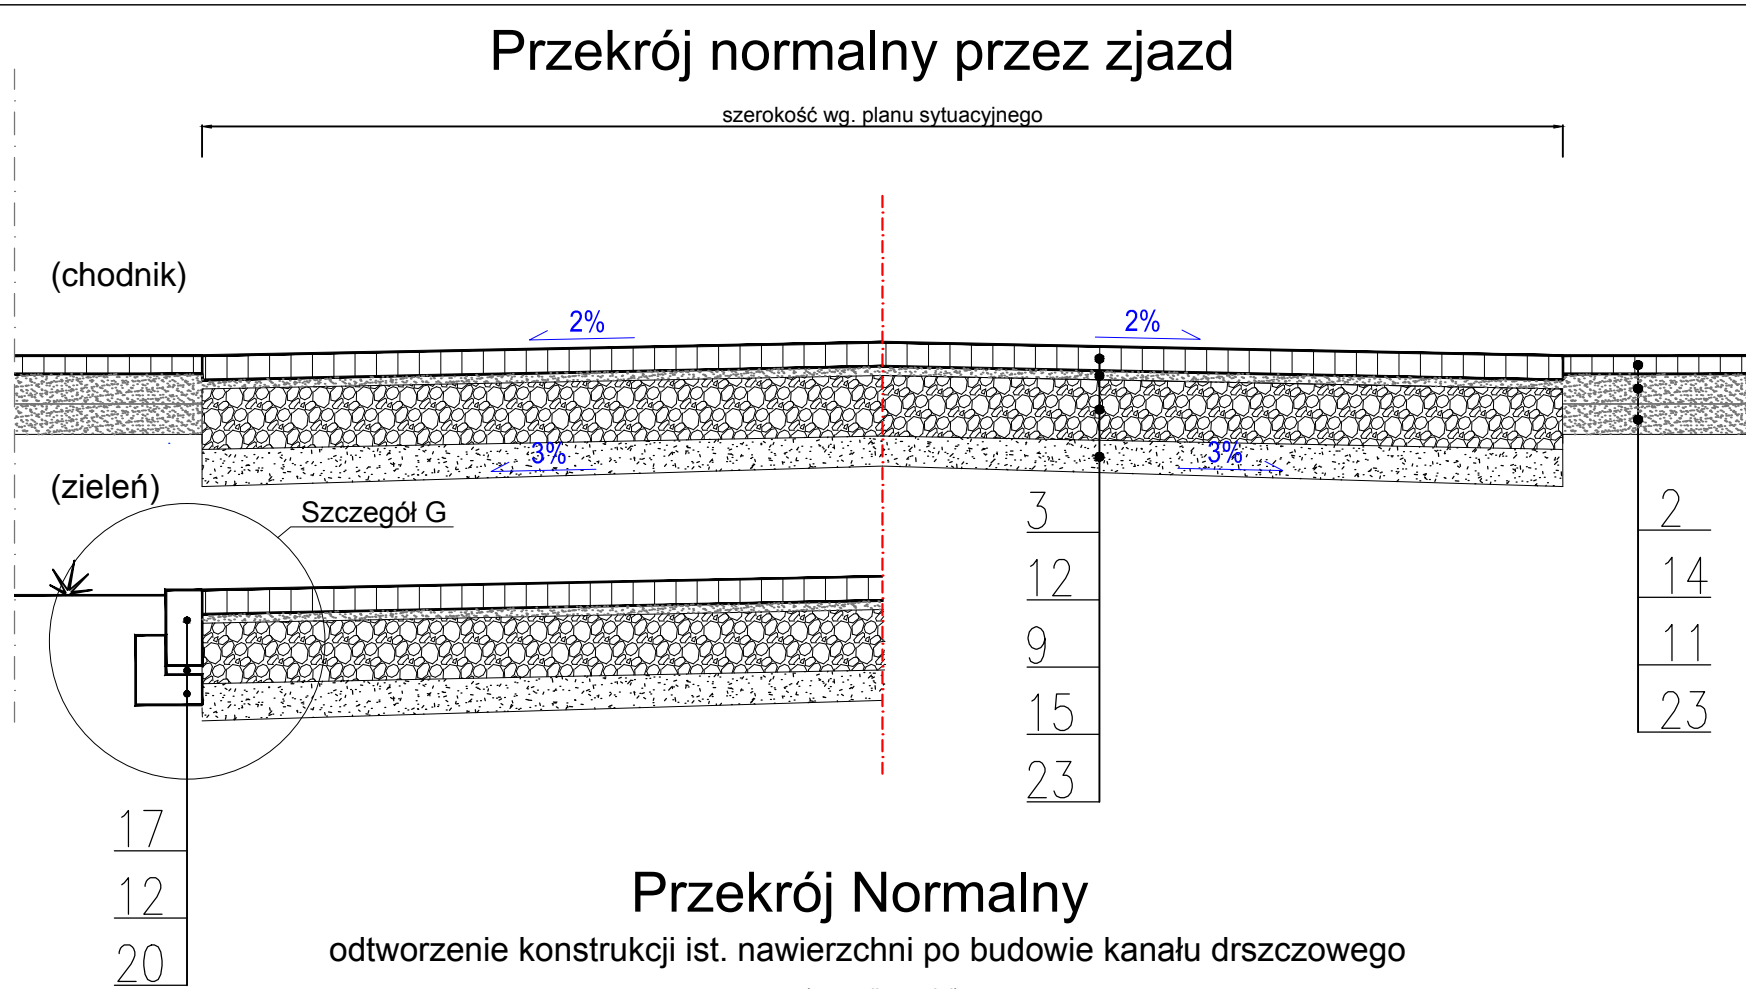 Przekrój normalny przez zjazd
szerokość wg. planu sytuacyjnego
(chodnik)
2%
2%
3%
3%
(zieleń)
Szczegół G
3
12
9
15
23
2
14
11
23
17
12
20
Przekrój Normalny
odtworzenie konstrukcji ist. nawierzchni po budowie kanału drszczowego